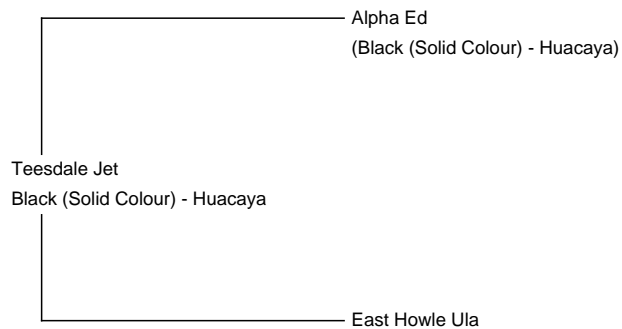 Alpha Ed
(Black (Solid Colour) - Huacaya)
Teesdale Jet
Black (Solid Colour) - Huacaya
East Howle Ula